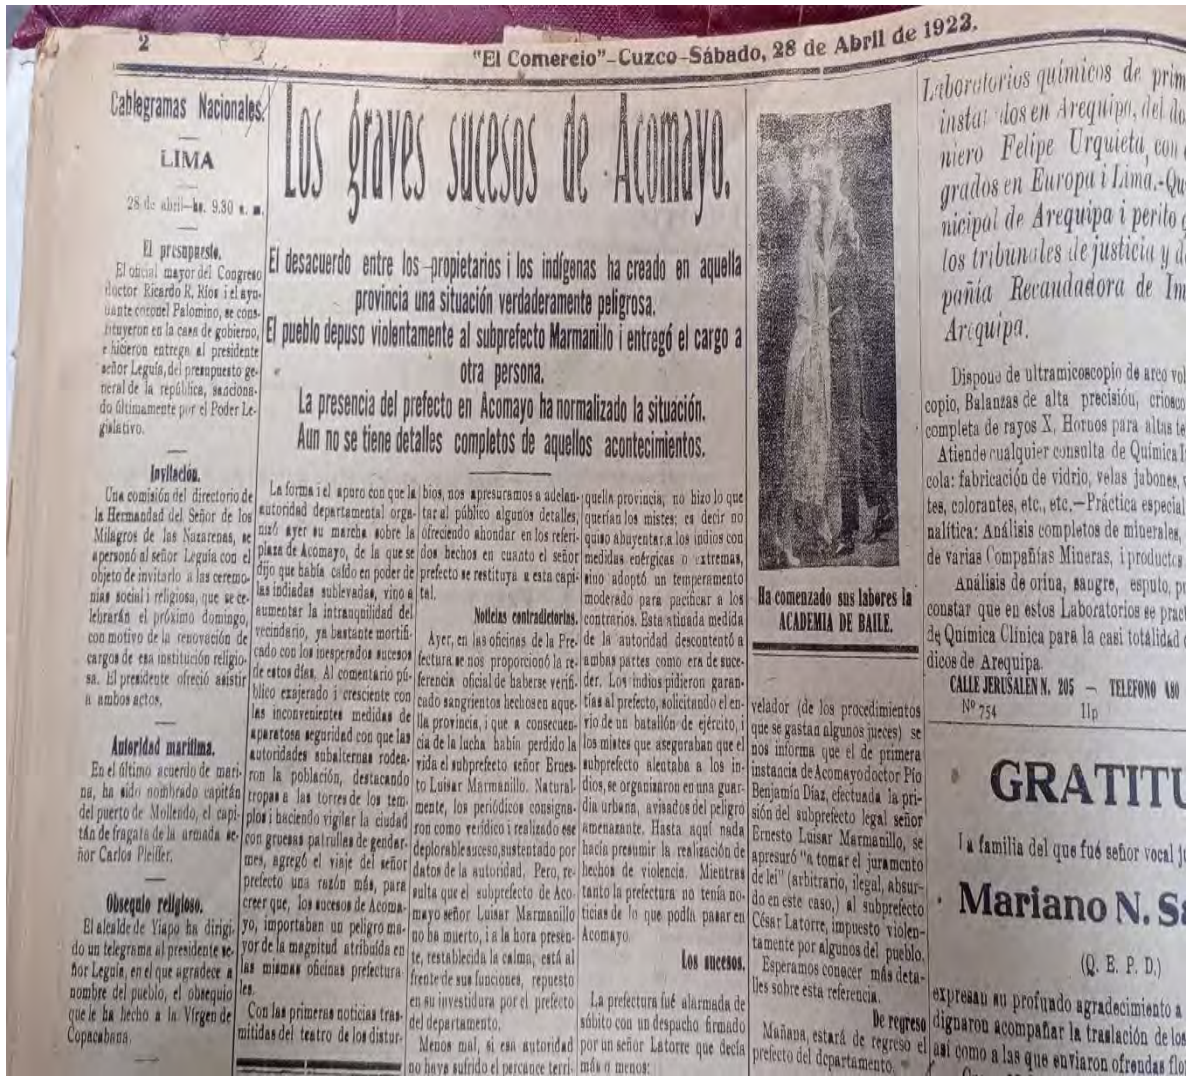 2
"El Comercio"-Cuzco-Sábado, 28 de Abril de 1923.
Cablegramas Nacionales.
LIMA
28 de abril—hs. 9.30 a. m.
El presupuesto.
El oficial mayor del Congreso
doctor Ricardo R. Ríos i el ayu-
dante coronel Palomino, se cons-
tituyeron en la casa de gobierno,
e hicieron entrega al presidente
señor Leguía, del presupuesto ge-
neral de la república, sanciona-
do últimamente por el Poder Le-
gislativo.
Invitación.
Una comisión del directorio de
la Hermandad del Señor de los
Milagros de las Nazarenas, se
apersonó al señor Leguía con el
objeto de invitarlo a las ceremo-
nias social i religiosa, que se ce-
lebrarán el próximo domingo,
con motivo de la renovación de
cargos de esa institución religio-
sa. El presidente ofreció asistir
a ambos actos.
Autoridad marítima.
En el último acuerdo de mari-
na, ha sido nombrado capitán
del puerto de Mollendo, el capi-
tán de fragata de la armada se-
ñor Carlos Pleiffer.
Obsequio religioso.
El alcalde de Yiapo ha dirigi-
do un telegrama al presidente se-
ñor Leguía, en el que agradece a
nombre del pueblo, el obsequio
que le ha hecho a la Vírgen de
Copacabana.
Los graves sucesos de Acomayo.
El desacuerdo entre los propietarios i los indígonas ha creado en aquella
provincia una situación verdaderamente peligrosa.
El pueblo depuso violentamente al subprefecto Marmanillo i entregó el cargo a
otra persona.
La presencia del prefecto en Acomayo ha normalizado la situación.
Aun no se tiene detalles completos de aquellos acontecimientos.
La forma i el apuro con que la
autoridad departamental orga-
nizó ayer su marcha sobre la
plaza de Acomayo, de la que se
dijo que había caído en poder de
las indiadas sublevadas, vino a
aumentar la intranquilidad del
vecindario, ya bastante mortifi-
cado con los inesperados sucesos
de estos días. Al comentario pú-
blico exajerado i cresciente con
las inconvenientes medidas de
aparatosa seguridad con que las
autoridades subalternas rodea-
ron la población, destacando
tropas a las torres de los tem-
plos i haciendo vigilar la ciudad
con gruesas patrullas de gendar-
mes, agregó el viaje del señor
prefecto una razón más, para
creer que, los sucesos de Acoma-
yo, importaban un peligro ma-
yor de la magnitud atribuída en
las mismas oficinas prefectura-
les.
Con las primeras noticias tras-
mitidas del teatro de los distur-
bios, nos apresuramos a adelan-
tar al público algunos detalles,
ofreciendo ahondar en los referi-
dos hechos en cuanto el señor
prefecto se restituya a esta capi-
tal.
Noticias contradictorias.
Ayer, en las oficinas de la Pre-
fectura se nos proporcionó la re-
ferencia oficial de haberse verifi-
cado sangrientos hechos en aque-
lla provincia, i que a consecuen-
cia de la lucha habían perdido la
vida el subprefecto señor Ernes-
to Luisar Marmanillo. Natural-
mente, los periódicos consigna-
ron como verídico i realizado ese
deplorable suceso, sustentado por
datos de la autoridad. Pero, re-
sulta que el subprefecto de Aco-
mayo señor Luisar Marmanillo
no ha muerto, i a la hora presen-
te, restablecida la calma, está al
frente de sus funciones, repuesto
en su investidura por el prefecto
del departamento.
Menos mal, si esa autoridad
no haya sufrido el percance terri-
quella provincia, no hizo lo que
querían los mistes; es decir no
quiso abuyentar a los indios con
medidas enérgicas o extremas,
sino adoptó un temperamento
moderado para pacificar a los
contrarios. Esta atinada medida
de la autoridad descontentó a
ambas partes como era de suce-
der. Los indios pidieron garan-
tías al prefecto, solicitando el en-
vío de un batallón de ejército, i
los mistes que aseguraban que el
subprefecto alentaba a los in-
dios, se organizaron en una guar-
dia urbana, avisados del peligro
amenazante. Hasta aquí nada
hacía presumir la realización de
hechos de violencia. Mientras
tanto la prefectura no tenía no-
ticias de lo que podía pasar en
Acomayo.
Los sucesos.
La prefectura fué alarmada de
súbito con un despacho firmado
por un señor Latorre que decía
más o menos:
Ha comenzado sus labores la
ACADEMIA DE BAILE.
velador (de los procedimientos
que se gastan algunos jueces) se
nos informa que el de primera
instancia de Acomayo doctor Pío
Benjamín Díaz, efectuada la pri-
sión del subprefecto legal señor
Ernesto Luisar Marmanillo, se
apresuró "a tomar el juramento
de lei" (arbitrario, ilegal, absur-
do en este caso,) al subprefecto
César Latorre, impuesto violen-
tamente por algunos del pueblo.
Esperamos conocer más deta-
lles sobre esta referencia.
De regreso
Mañana, estará de regreso el
prefecto del departamento.
Laboratorios químicos de prim
instalados en Arequipa, del do
niero Felipe Urquieta, con
grados en Europa i Lima.-Qu
nicipal de Arequipa i perito
los tribunales de justicia y d
pañía Recaudadora de Im
Arequipa.
Dispone de ultramicoscopio de arco vol
copio, Balanzas de alta precisión, criosco
completa de rayos X, Hornos para altas te
Atiende cualquier consulta de Química I
cola: fabricación de vidrio, velas jabones,
tes, colorantes, etc., etc.—Práctica especial
nalítica: Análisis completos de minerales,
de varias Compañías Mineras, i productos
Análisis de orina, sangre, esputo, p
constar que en estos Laboratorios se pract
de Química Clínica para la casi totalidad
dicos de Arequipa.
CALLE JERUSALÉN N. 205 — TELEFONO 480
Nº 754 11p
GRATITU
La familia del que fué señor vocal j
Mariano N. Sa
(Q. E. P. D.)
expresan su profundo agradecimiento a
dignaron acompañar la traslación de los
así como a las que enviaron ofrendas flo